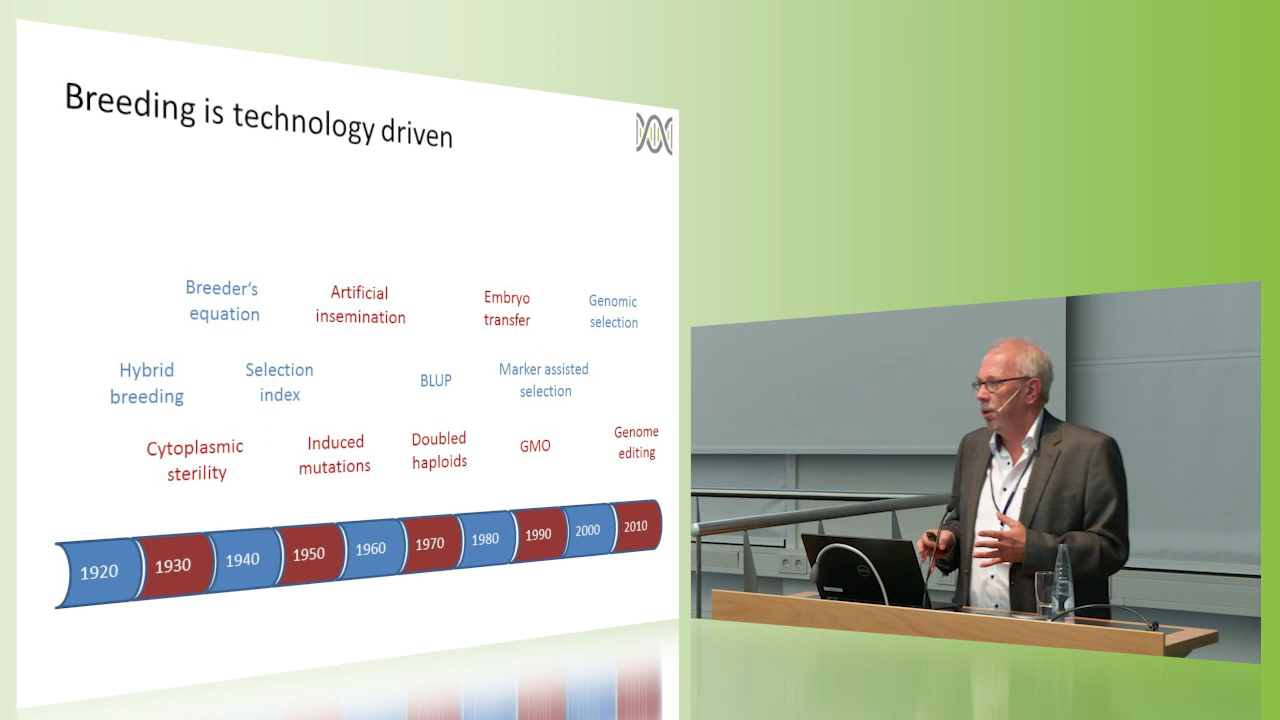 Breeding is technology driven
Breeder's
equation
Artificial
insemination
Embryo
transfer
Genomic
selection
Hybrid
breeding
Selection
index
BLUP
Marker assisted
selection
Cytoplasmic
sterility
Induced
mutations
Doubled
haploids
GMO
Genome
editing
1920 1930 1940 1950 1960 1970 1980 1990 2000 2010
DELL